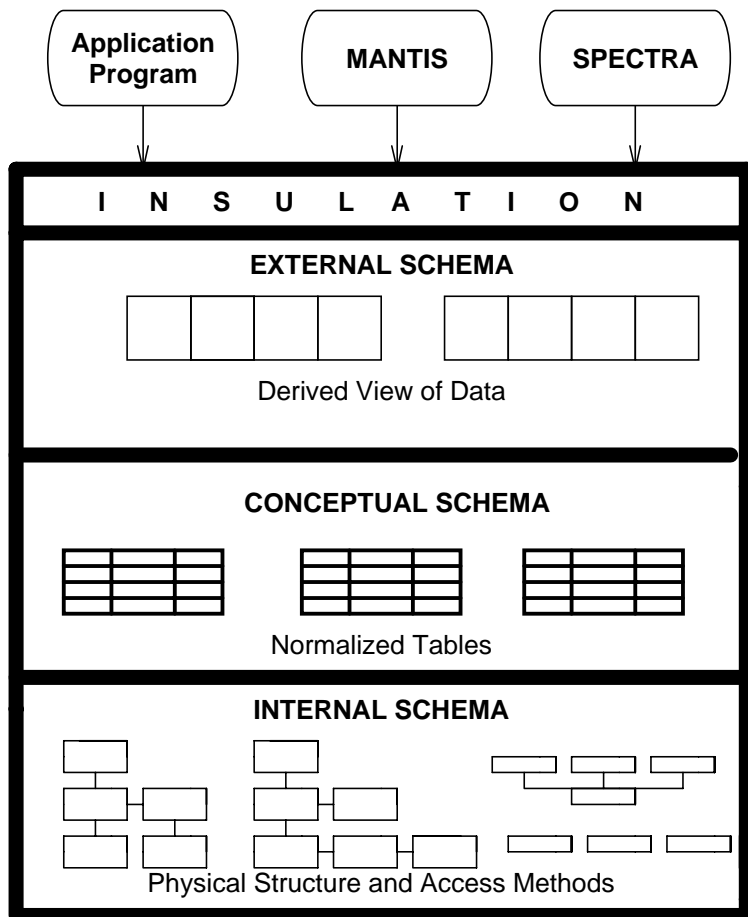 Application
Program
MANTIS
SPECTRA
I N S U L A T I O N
EXTERNAL SCHEMA
Derived View of Data
CONCEPTUAL SCHEMA
Normalized Tables
INTERNAL SCHEMA
Physical Structure and Access Methods